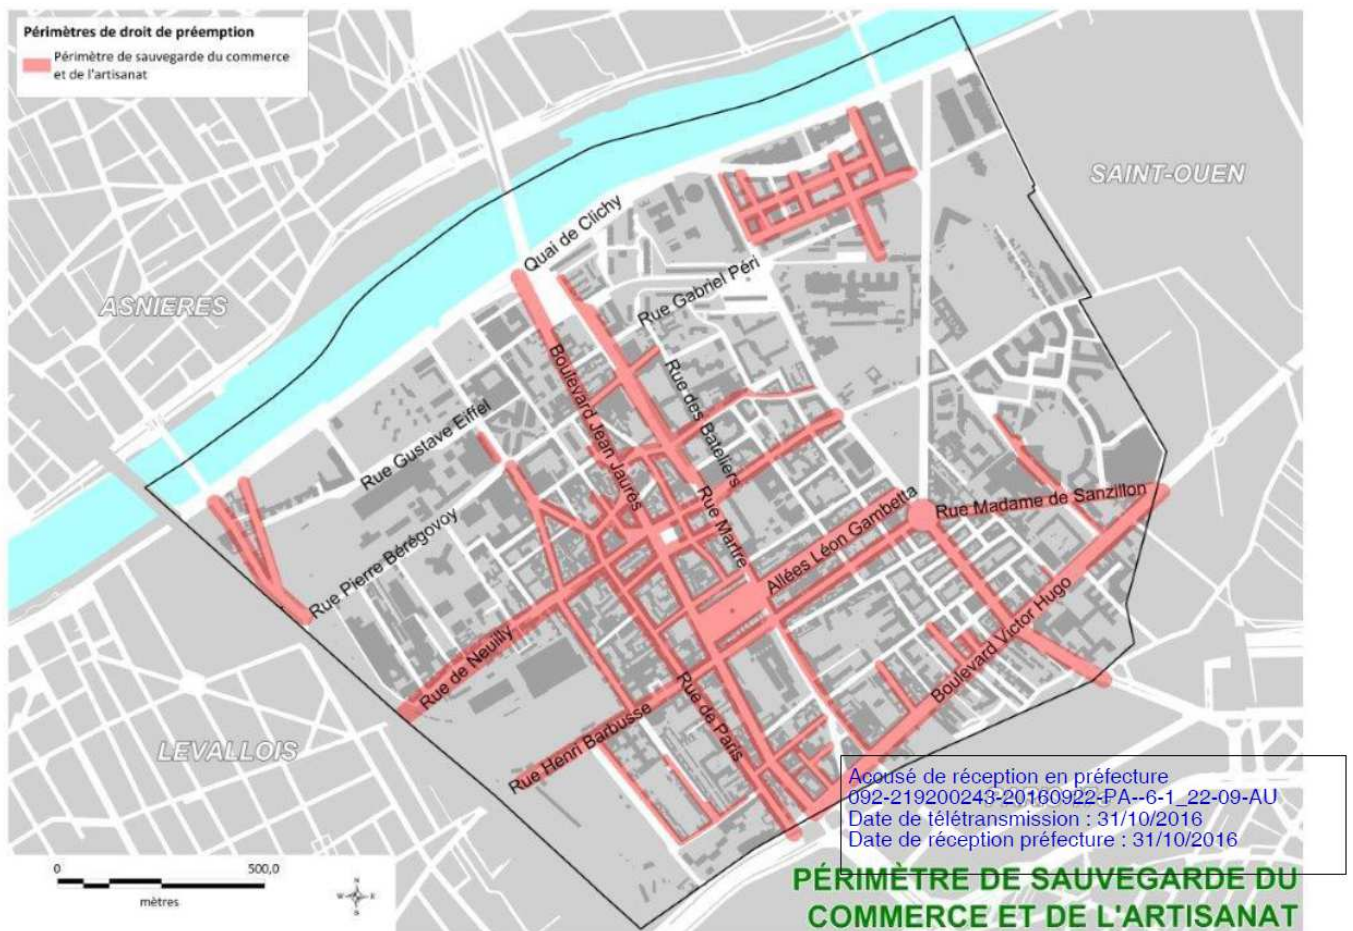 Périmètres de droit de préemption
Périmètre de sauvegarde du commerce
et de l'artisanat
SAINT-OUEN
ASNIERES
LEVALLOIS
Quai de Clichy
Rue Gabriel Péri
Boulevard Jean Jaurès
Rue des Bateliers
Rue Gustave Eiffel
Rue Pierre Bérégovoy
Rue Martre
Allées Léon Gambetta
Rue Madame de Sanzillon
Rue de Neuilly
Boulevard Victor Hugo
Rue de Paris
Rue Henri Barbusse
Acousé de réception en préfecture
092-219200243-20160922-PA--6-1_22-09-AU
Date de télétransmission : 31/10/2016
Date de réception préfecture : 31/10/2016
0 500,0
mètres
N
W E
S
PÉRIMÈTRE DE SAUVEGARDE DU
COMMERCE ET DE L'ARTISANAT